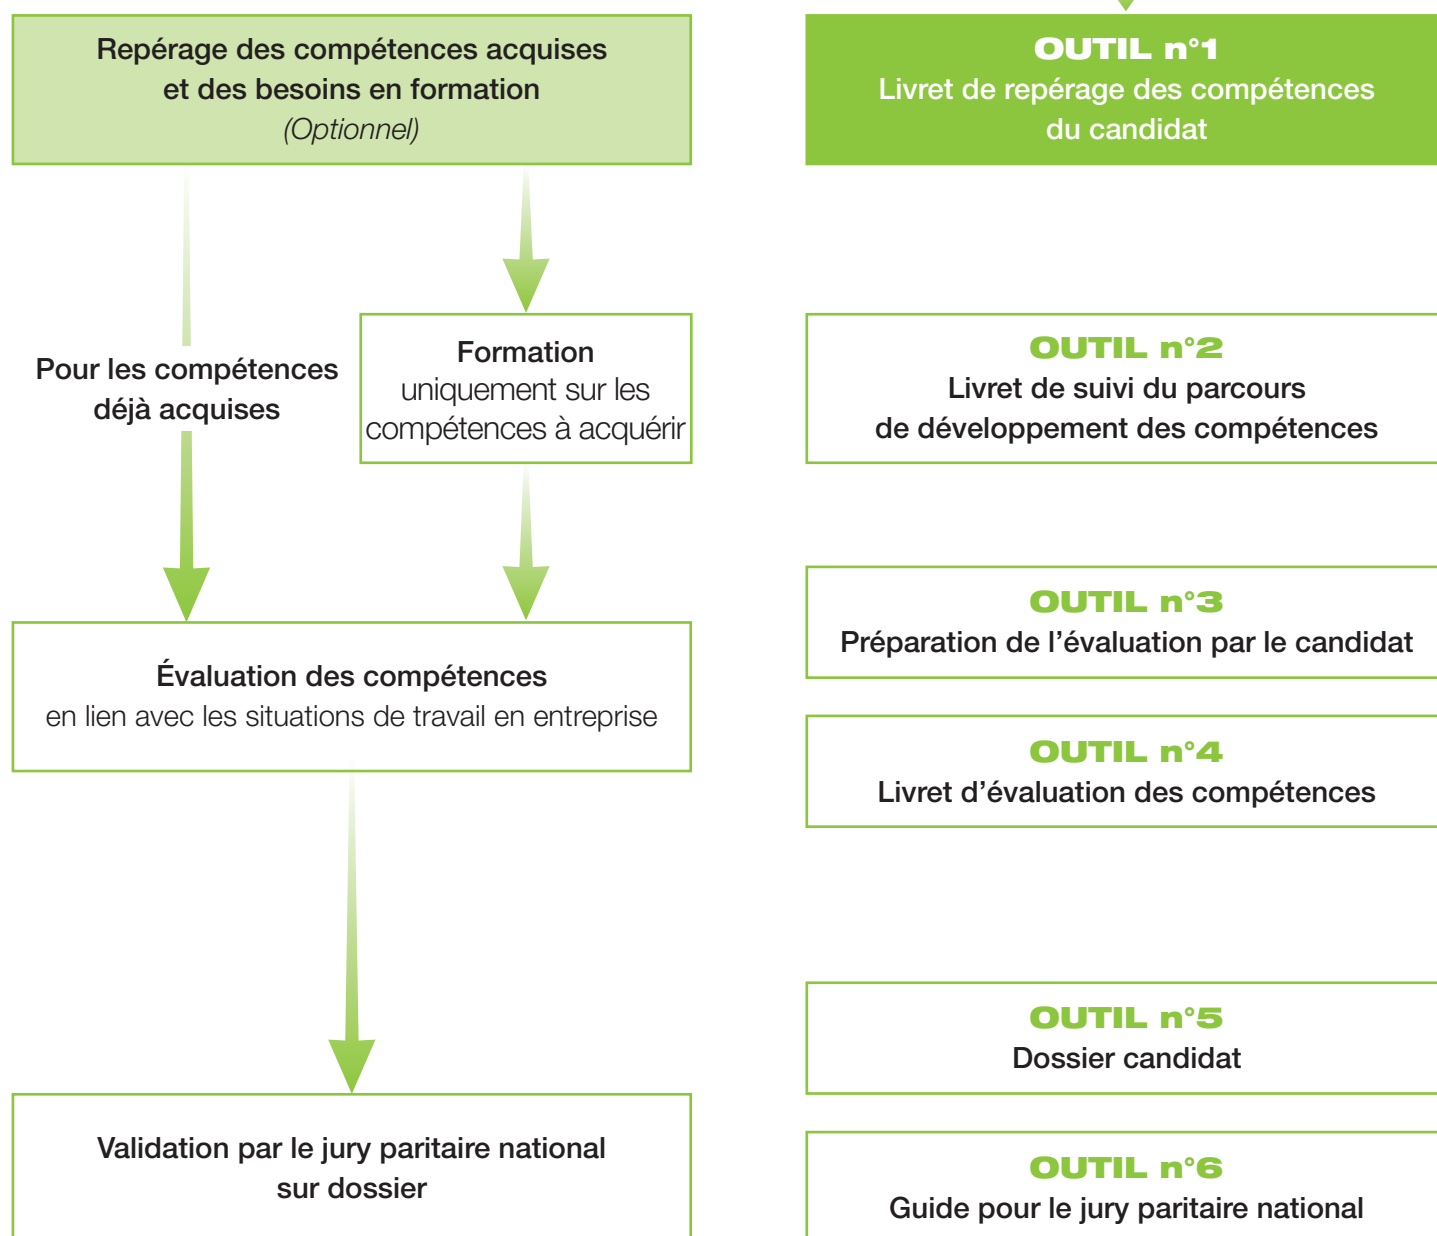 Repérage des compétences acquises
et des besoins en formation
(Optionnel)
OUTIL n°1
Livret de repérage des compétences
du candidat
Pour les compétences
déjà acquises
Formation
uniquement sur les
compétences à acquérir
OUTIL n°2
Livret de suivi du parcours
de développement des compétences
Évaluation des compétences
en lien avec les situations de travail en entreprise
OUTIL n°3
Préparation de l’évaluation par le candidat
OUTIL n°4
Livret d’évaluation des compétences
OUTIL n°5
Dossier candidat
Validation par le jury paritaire national
sur dossier
OUTIL n°6
Guide pour le jury paritaire national